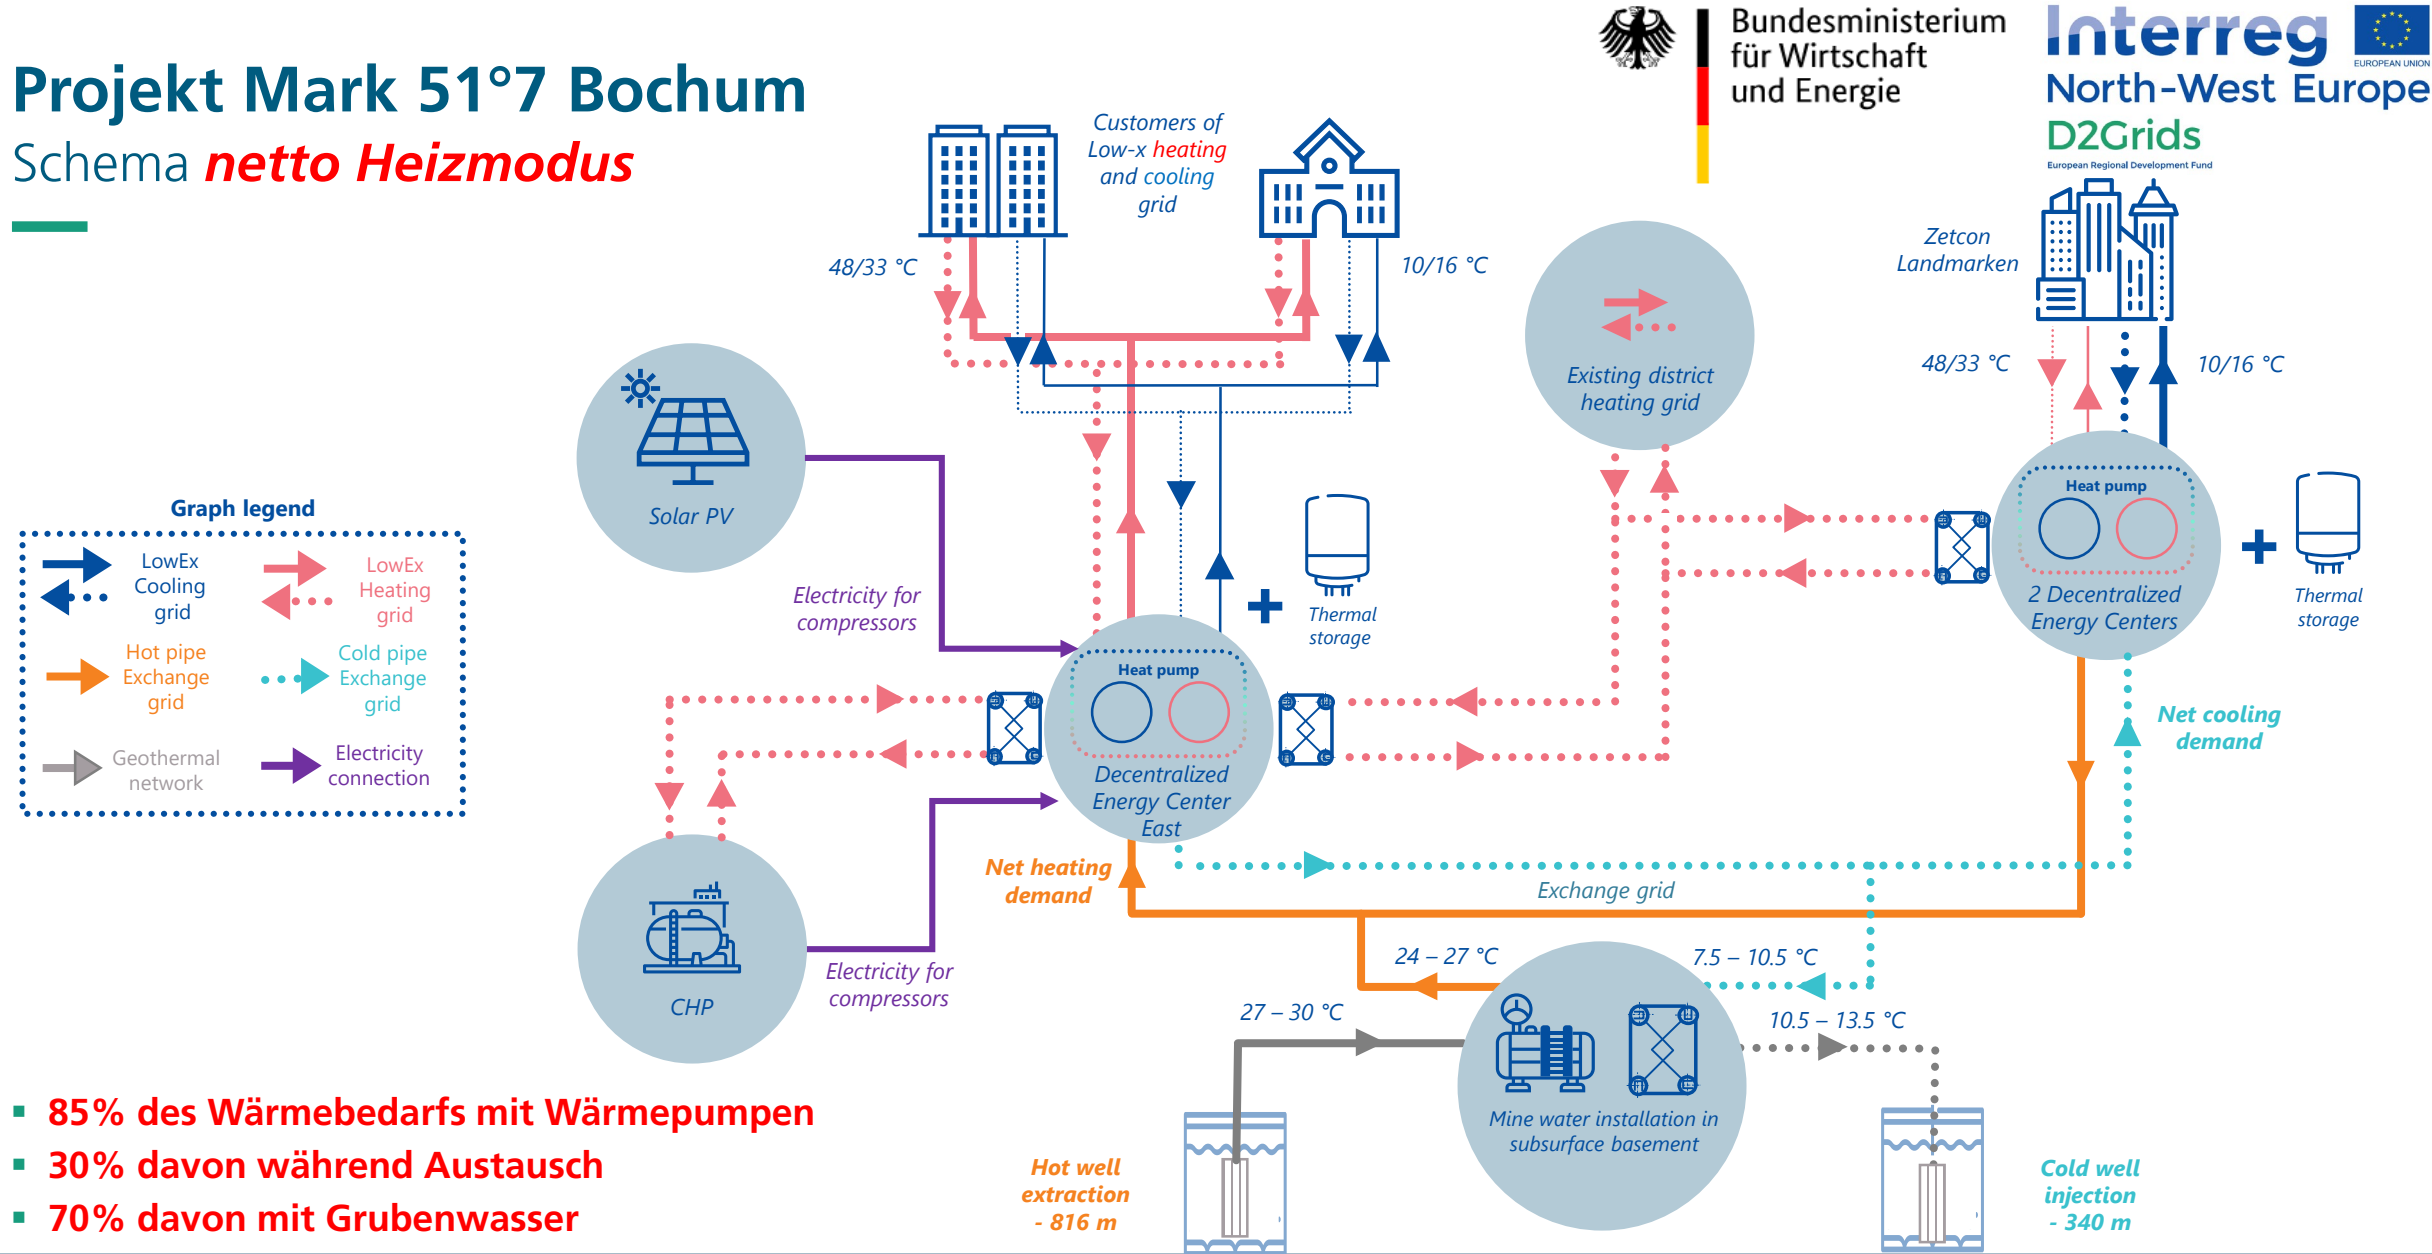 Projekt Mark 51°7 Bochum
Schema netto Heizmodus
Bundesministerium
für Wirtschaft
und Energie
Interreg
EUROPEAN UNION
North-West Europe
D2Grids
European Regional Development Fund
Customers of
Low-x heating
and cooling
grid
48/33 °C
10/16 °C
Zetcon
Landmarken
48/33 °C
10/16 °C
Existing district
heating grid
Solar PV
Electricity for
compressors
Thermal
storage
Heat pump
2 Decentralized
Energy Centers
Thermal
storage
Graph legend
LowEx
Cooling
grid
LowEx
Heating
grid
Hot pipe
Exchange
grid
Cold pipe
Exchange
grid
Geothermal
network
Electricity
connection
Heat pump
Decentralized
Energy Center
East
Net cooling
demand
Net heating
demand
Exchange grid
CHP
Electricity for
compressors
24 – 27 °C
7.5 – 10.5 °C
27 – 30 °C
10.5 – 13.5 °C
Mine water installation in
subsurface basement
Hot well
extraction
- 816 m
Cold well
injection
- 340 m
85% des Wärmebedarfs mit Wärmepumpen
30% davon während Austausch
70% davon mit Grubenwasser